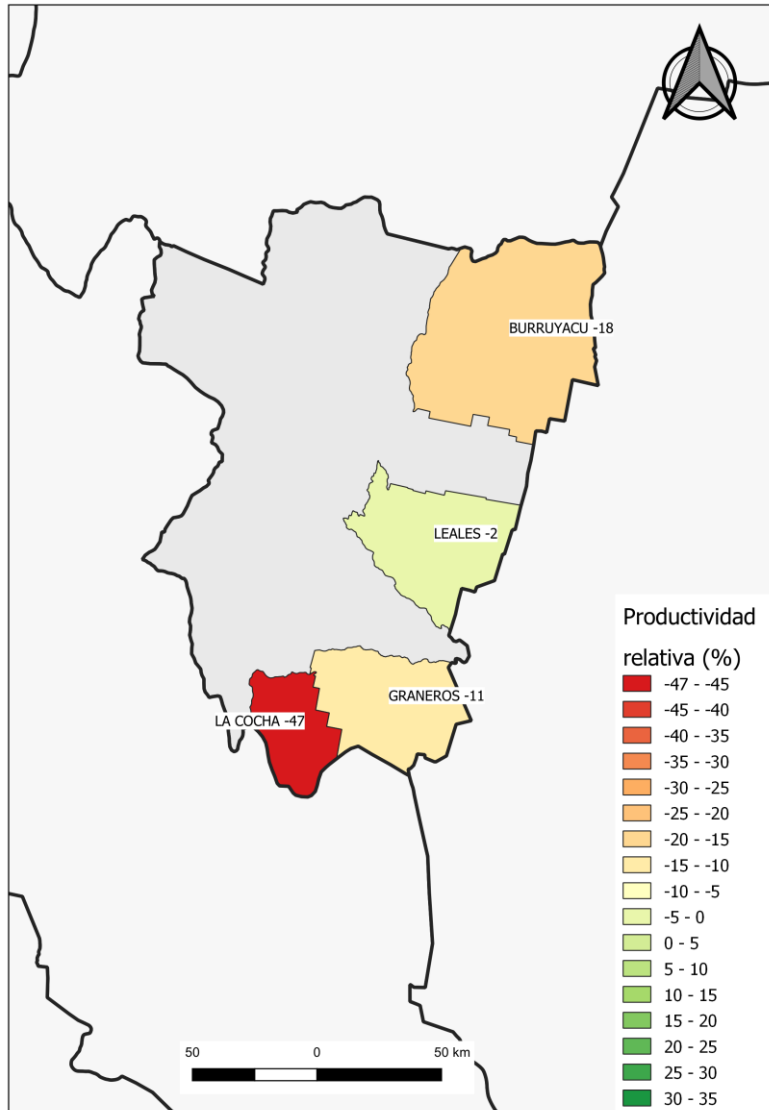 BURRUYACU -18
LEALES -2
GRANEROS -11
LA COCHA -47
Productividad
relativa (%)
-47 - -45
-45 - -40
-40 - -35
-35 - -30
-30 - -25
-25 - -20
-20 - -15
-15 - -10
-10 - -5
-5 - 0
0 - 5
5 - 10
10 - 15
15 - 20
20 - 25
25 - 30
30 - 35
50 0 50 km